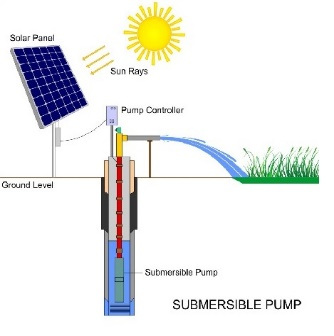 Solar Panel
Sun Rays
Pump Controller
Ground Level
Submersible Pump
SUBMERSIBLE PUMP